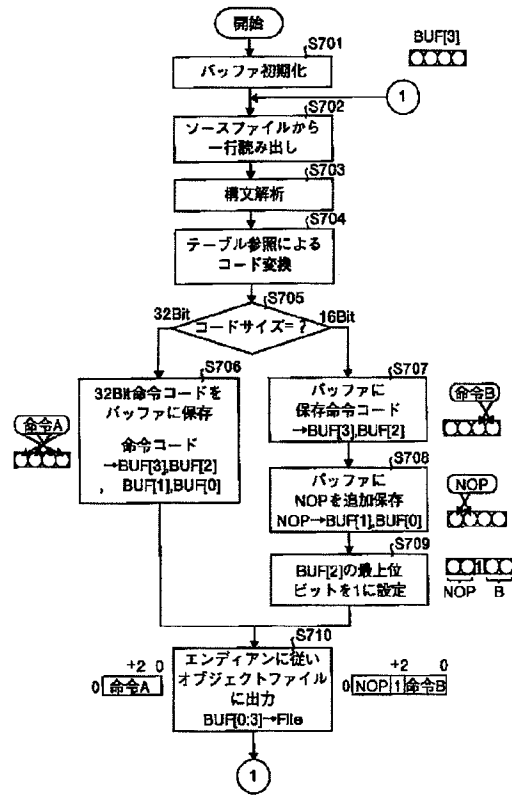 開始
S701
BUF[3]
バッファ初期化
1
S702
ソースファイルから
一行読み出し
S703
構文解析
S704
テーブル参照による
コード変換
S705
32Bit
コードサイズ=?
16Bit
S706
32Bit命令コードを
バッファに保存
命令コード
→BUF[3],BUF[2]
, BUF[1],BUF[0]
命令A
S707
バッファに
保存命令コード
→BUF[3],BUF[2]
命令B
S708
バッファに
NOPを追加保存
NOP→BUF[1],BUF[0]
NOP
S709
BUF[2]の最上位
ビットを1に設定
1
NOP B
S710
エンディアンに従い
オブジェクトファイル
に出力
BUF[0:3]→File
+2 0
0 命令A
+2 0
0 NOP 1 命令B
1